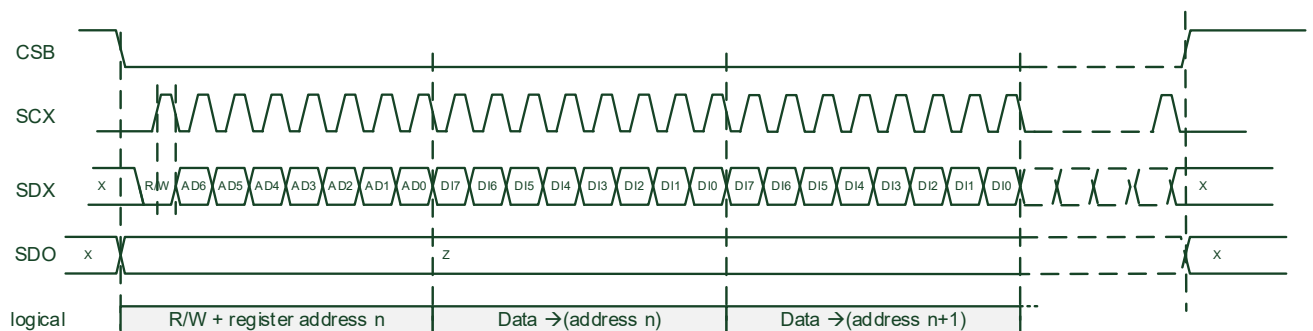 CSB
SCX
SDX X R/W AD6 AD5 AD4 AD3 AD2 AD1 AD0 DI7 DI6 DI5 DI4 DI3 DI2 DI1 DI0 DI7 DI6 DI5 DI4 DI3 DI2 DI1 DI0 X
SDO X Z X
logical R/W + register address n Data →(address n) Data →(address n+1)